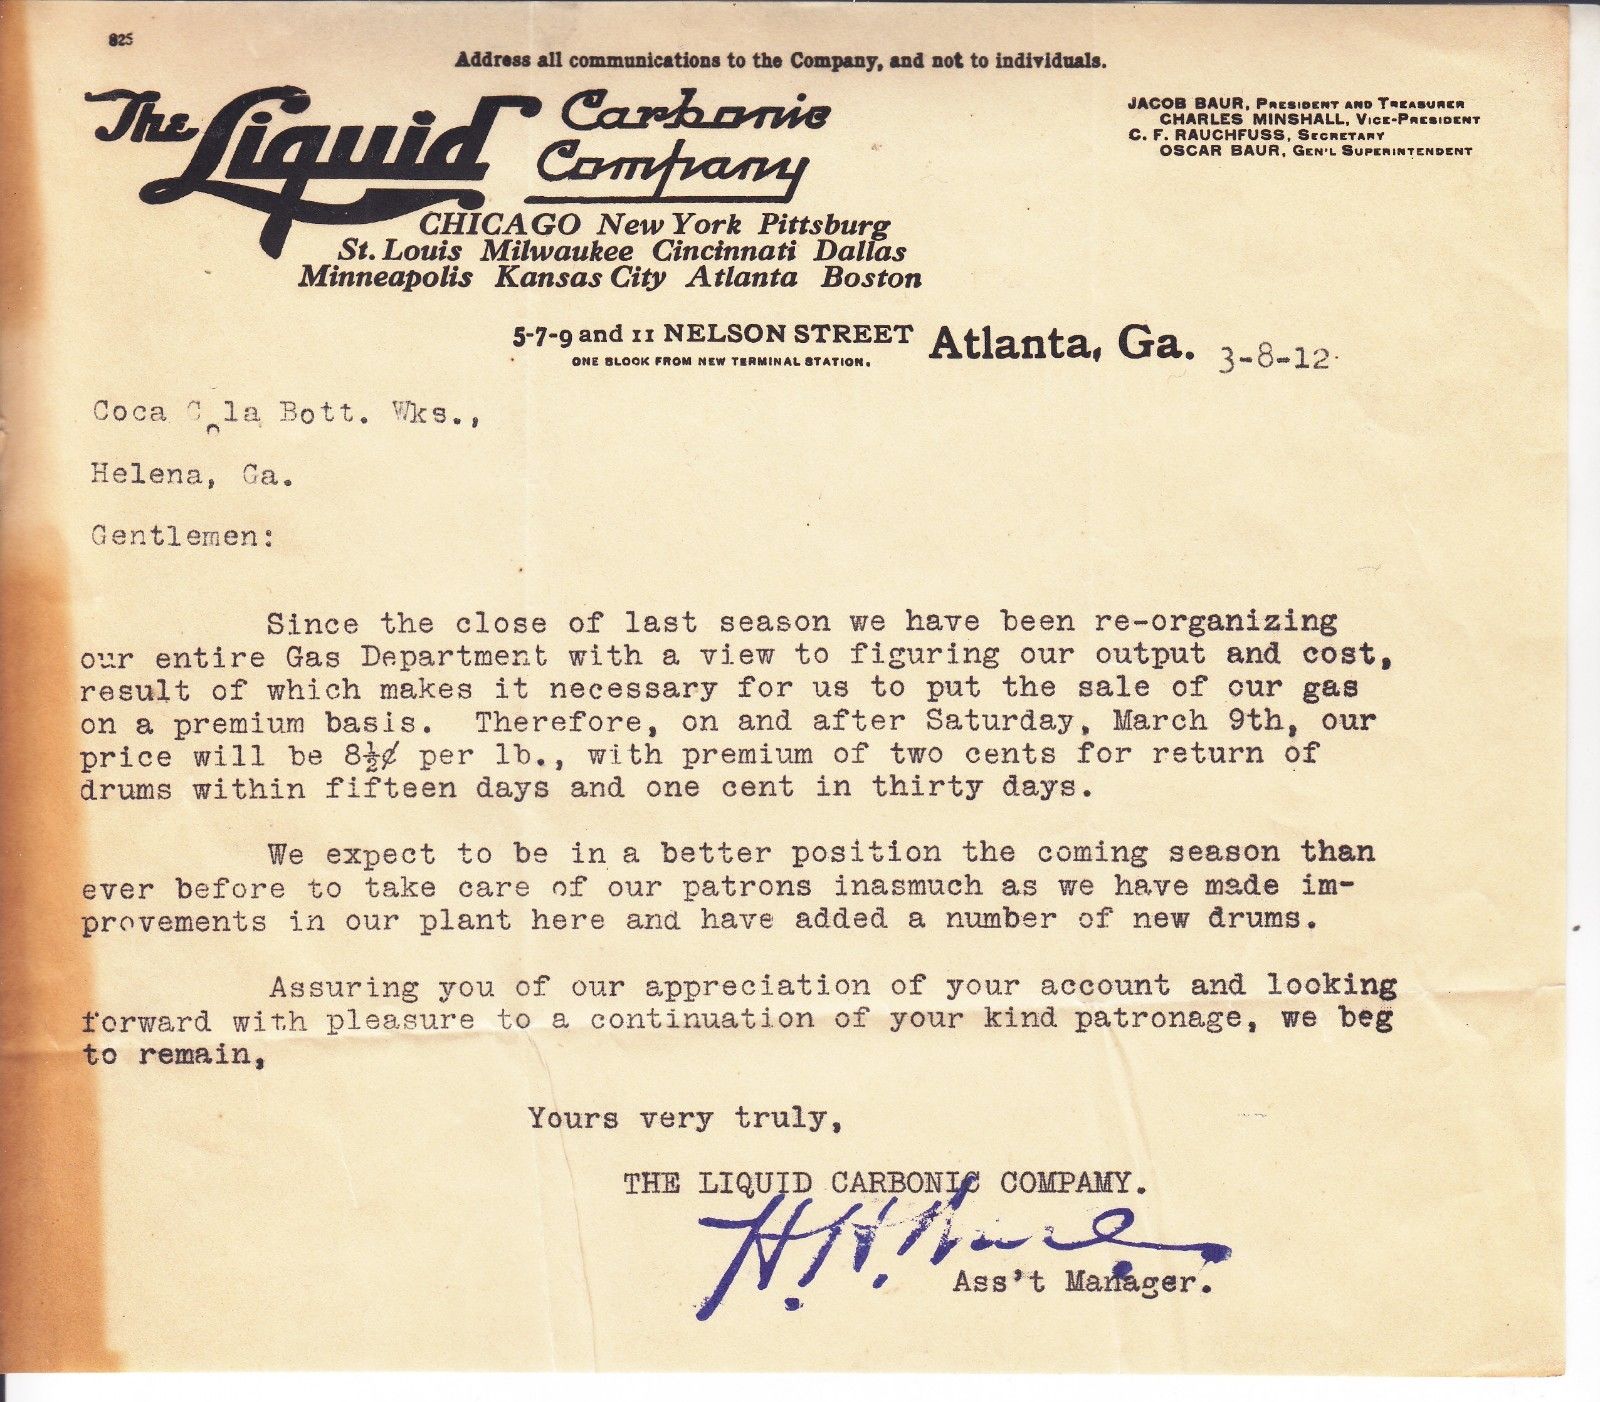 825
Address all communications to the Company, and not to individuals.
The Liquid Carbonic Company
JACOB BAUR, PRESIDENT AND TREASURER
CHARLES MINSHALL, VICE-PRESIDENT
C. F. RAUCHFUSS, SECRETARY
OSCAR BAUR, GEN'L SUPERINTENDENT
CHICAGO New York Pittsburg
St. Louis Milwaukee Cincinnati Dallas
Minneapolis Kansas City Atlanta Boston
5-7-9 and 11 NELSON STREET Atlanta, Ga. 3-8-12.
ONE BLOCK FROM NEW TERMINAL STATION.
Coca Cola Bott. Wks.,
Helena, Ga.
Gentlemen:
Since the close of last season we have been re-organizing
our entire Gas Department with a view to figuring our output and cost,
result of which makes it necessary for us to put the sale of our gas
on a premium basis. Therefore, on and after Saturday, March 9th, our
price will be 8½¢ per lb., with premium of two cents for return of
drums within fifteen days and one cent in thirty days.
We expect to be in a better position the coming season than
ever before to take care of our patrons inasmuch as we have made im-
provements in our plant here and have added a number of new drums.
Assuring you of our appreciation of your account and looking
forward with pleasure to a continuation of your kind patronage, we beg
to remain,
Yours very truly,
THE LIQUID CARBONIC COMPAMY.
H. H.
Ass't Manager.